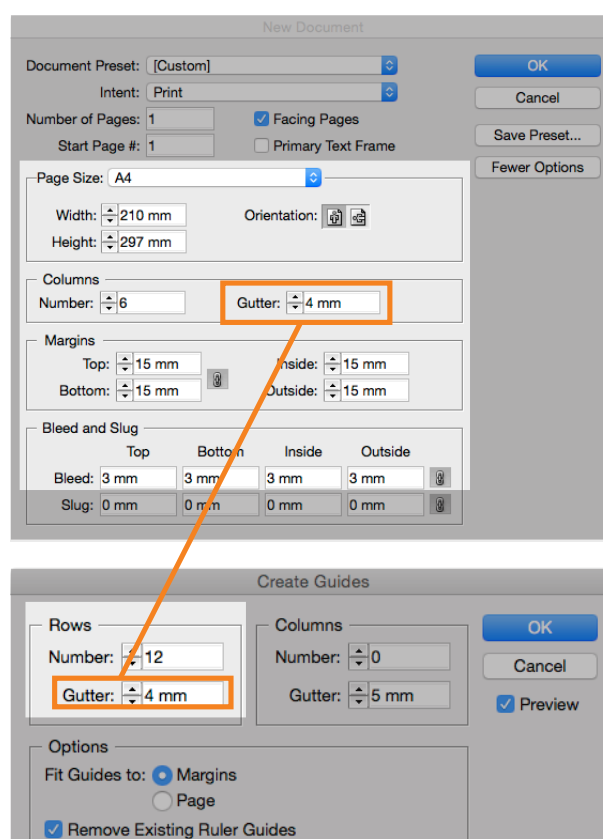 New Document
Document Preset: [Custom]
OK
Intent: Print
Cancel
Number of Pages: 1
Facing Pages
Save Preset...
Start Page #: 1
Primary Text Frame
Fewer Options
Page Size: A4
Width: 210 mm
Orientation:
Height: 297 mm
Columns
Number: 6
Gutter: 4 mm
Margins
Top: 15 mm
Inside: 15 mm
Bottom: 15 mm
Outside: 15 mm
Bleed and Slug
Top Bottom Inside Outside
Bleed: 3 mm 3 mm 3 mm 3 mm
Slug: 0 mm 0 mm 0 mm 0 mm
Create Guides
Rows
Columns
OK
Number: 12
Number: 0
Cancel
Gutter: 4 mm
Gutter: 5 mm
Preview
Options
Fit Guides to: Margins
Page
Remove Existing Ruler Guides